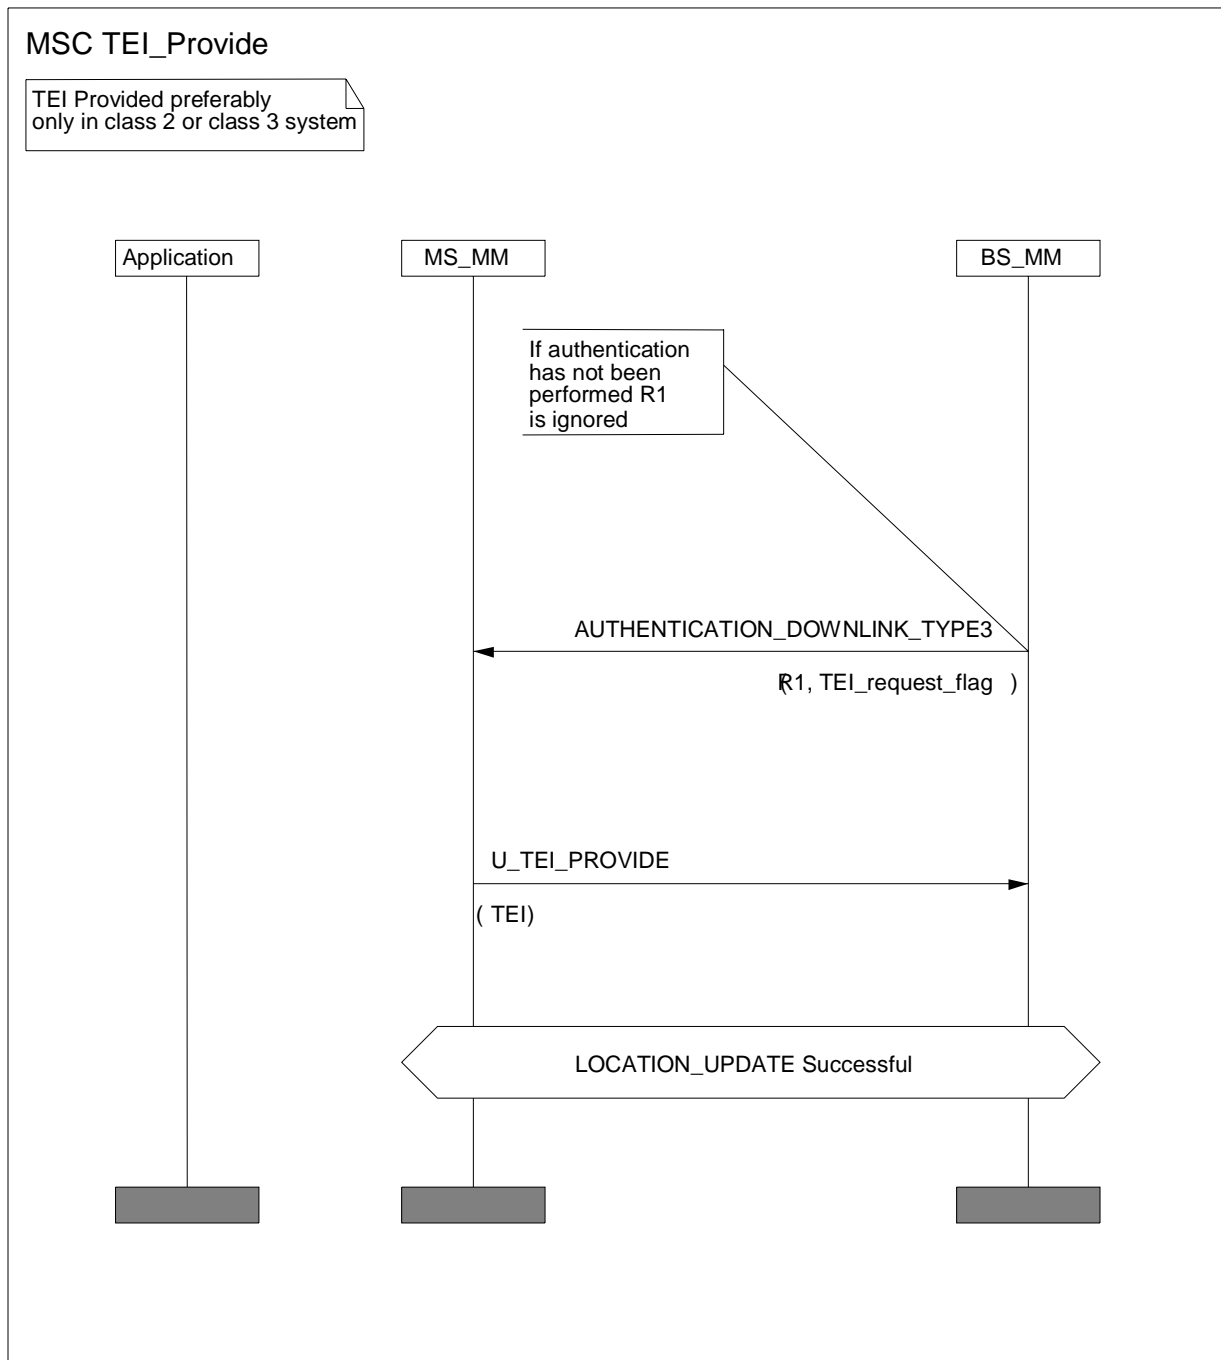 MSC TEI_Provide
TEI Provided preferably
only in class 2 or class 3 system
Application
MS_MM
BS_MM
If authentication
has not been
performed R1
is ignored
AUTHENTICATION_DOWNLINK_TYPE3
(R1, TEI_request_flag )
U_TEI_PROVIDE
( TEI)
LOCATION_UPDATE Successful